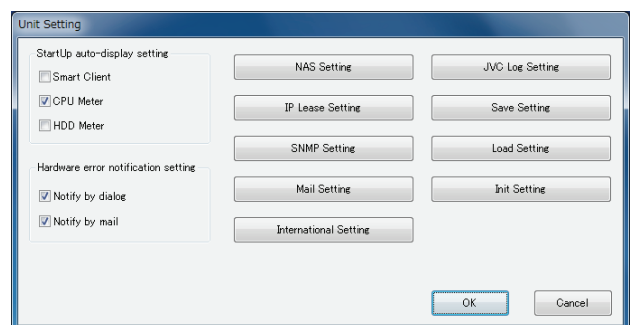 Unit Setting
StartUp auto-display setting
Smart Client
CPU Meter
HDD Meter
Hardware error notification setting
Notify by dialog
Notify by mail
NAS Setting
IP Lease Setting
SNMP Setting
Mail Setting
International Setting
JVC Log Setting
Save Setting
Load Setting
Init Setting
OK
Cancel